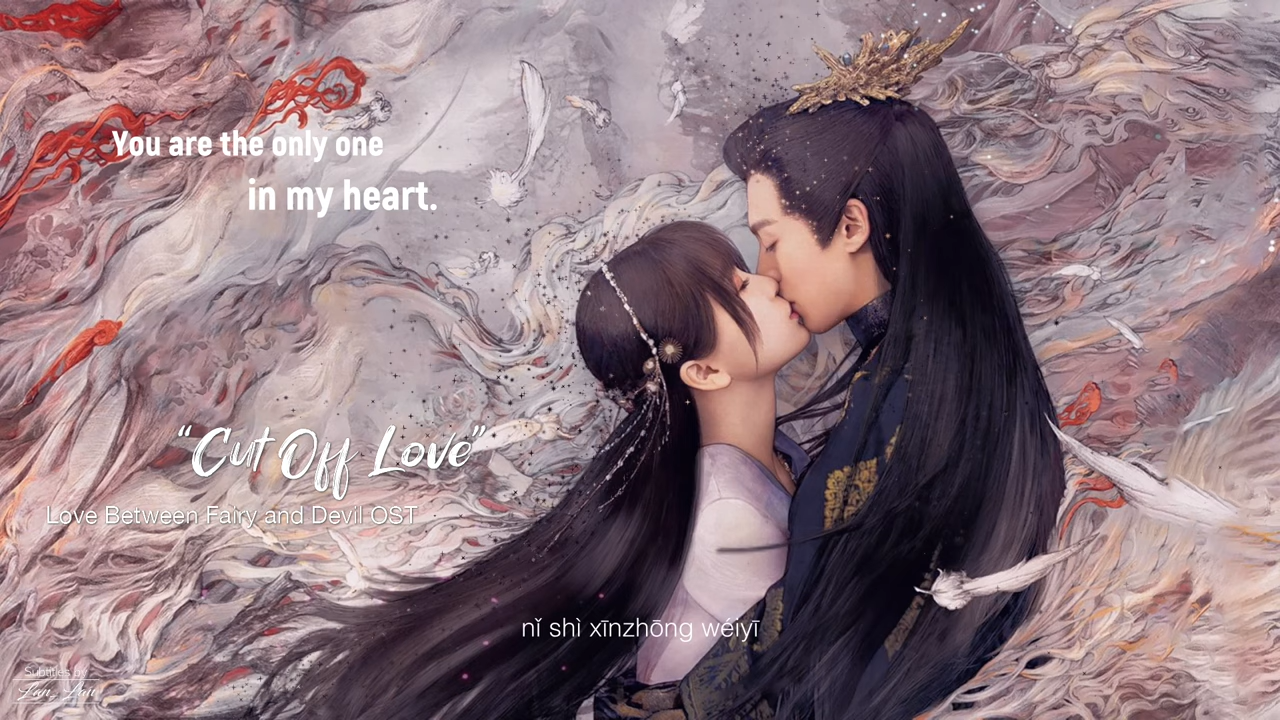 You are the only one
in my heart.
“Cut Off Love”
Love Between Fairy and Devil OST
nǐ shì xīnzhōng wéiyī
Subtitles by